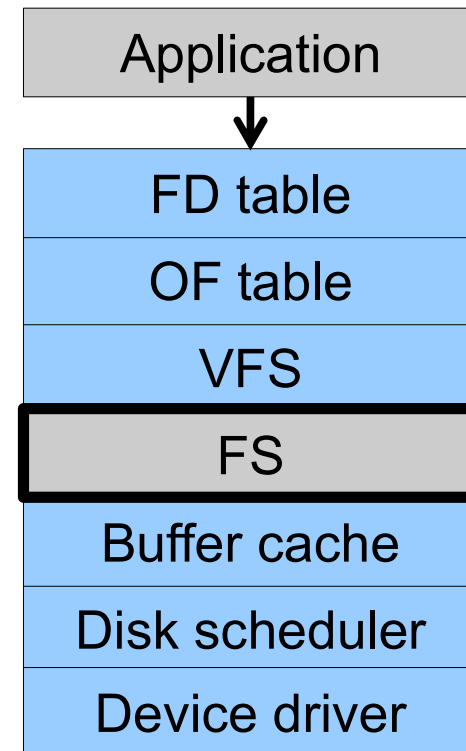 Application
FD table
OF table
VFS
FS
Buffer cache
Disk scheduler
Device driver